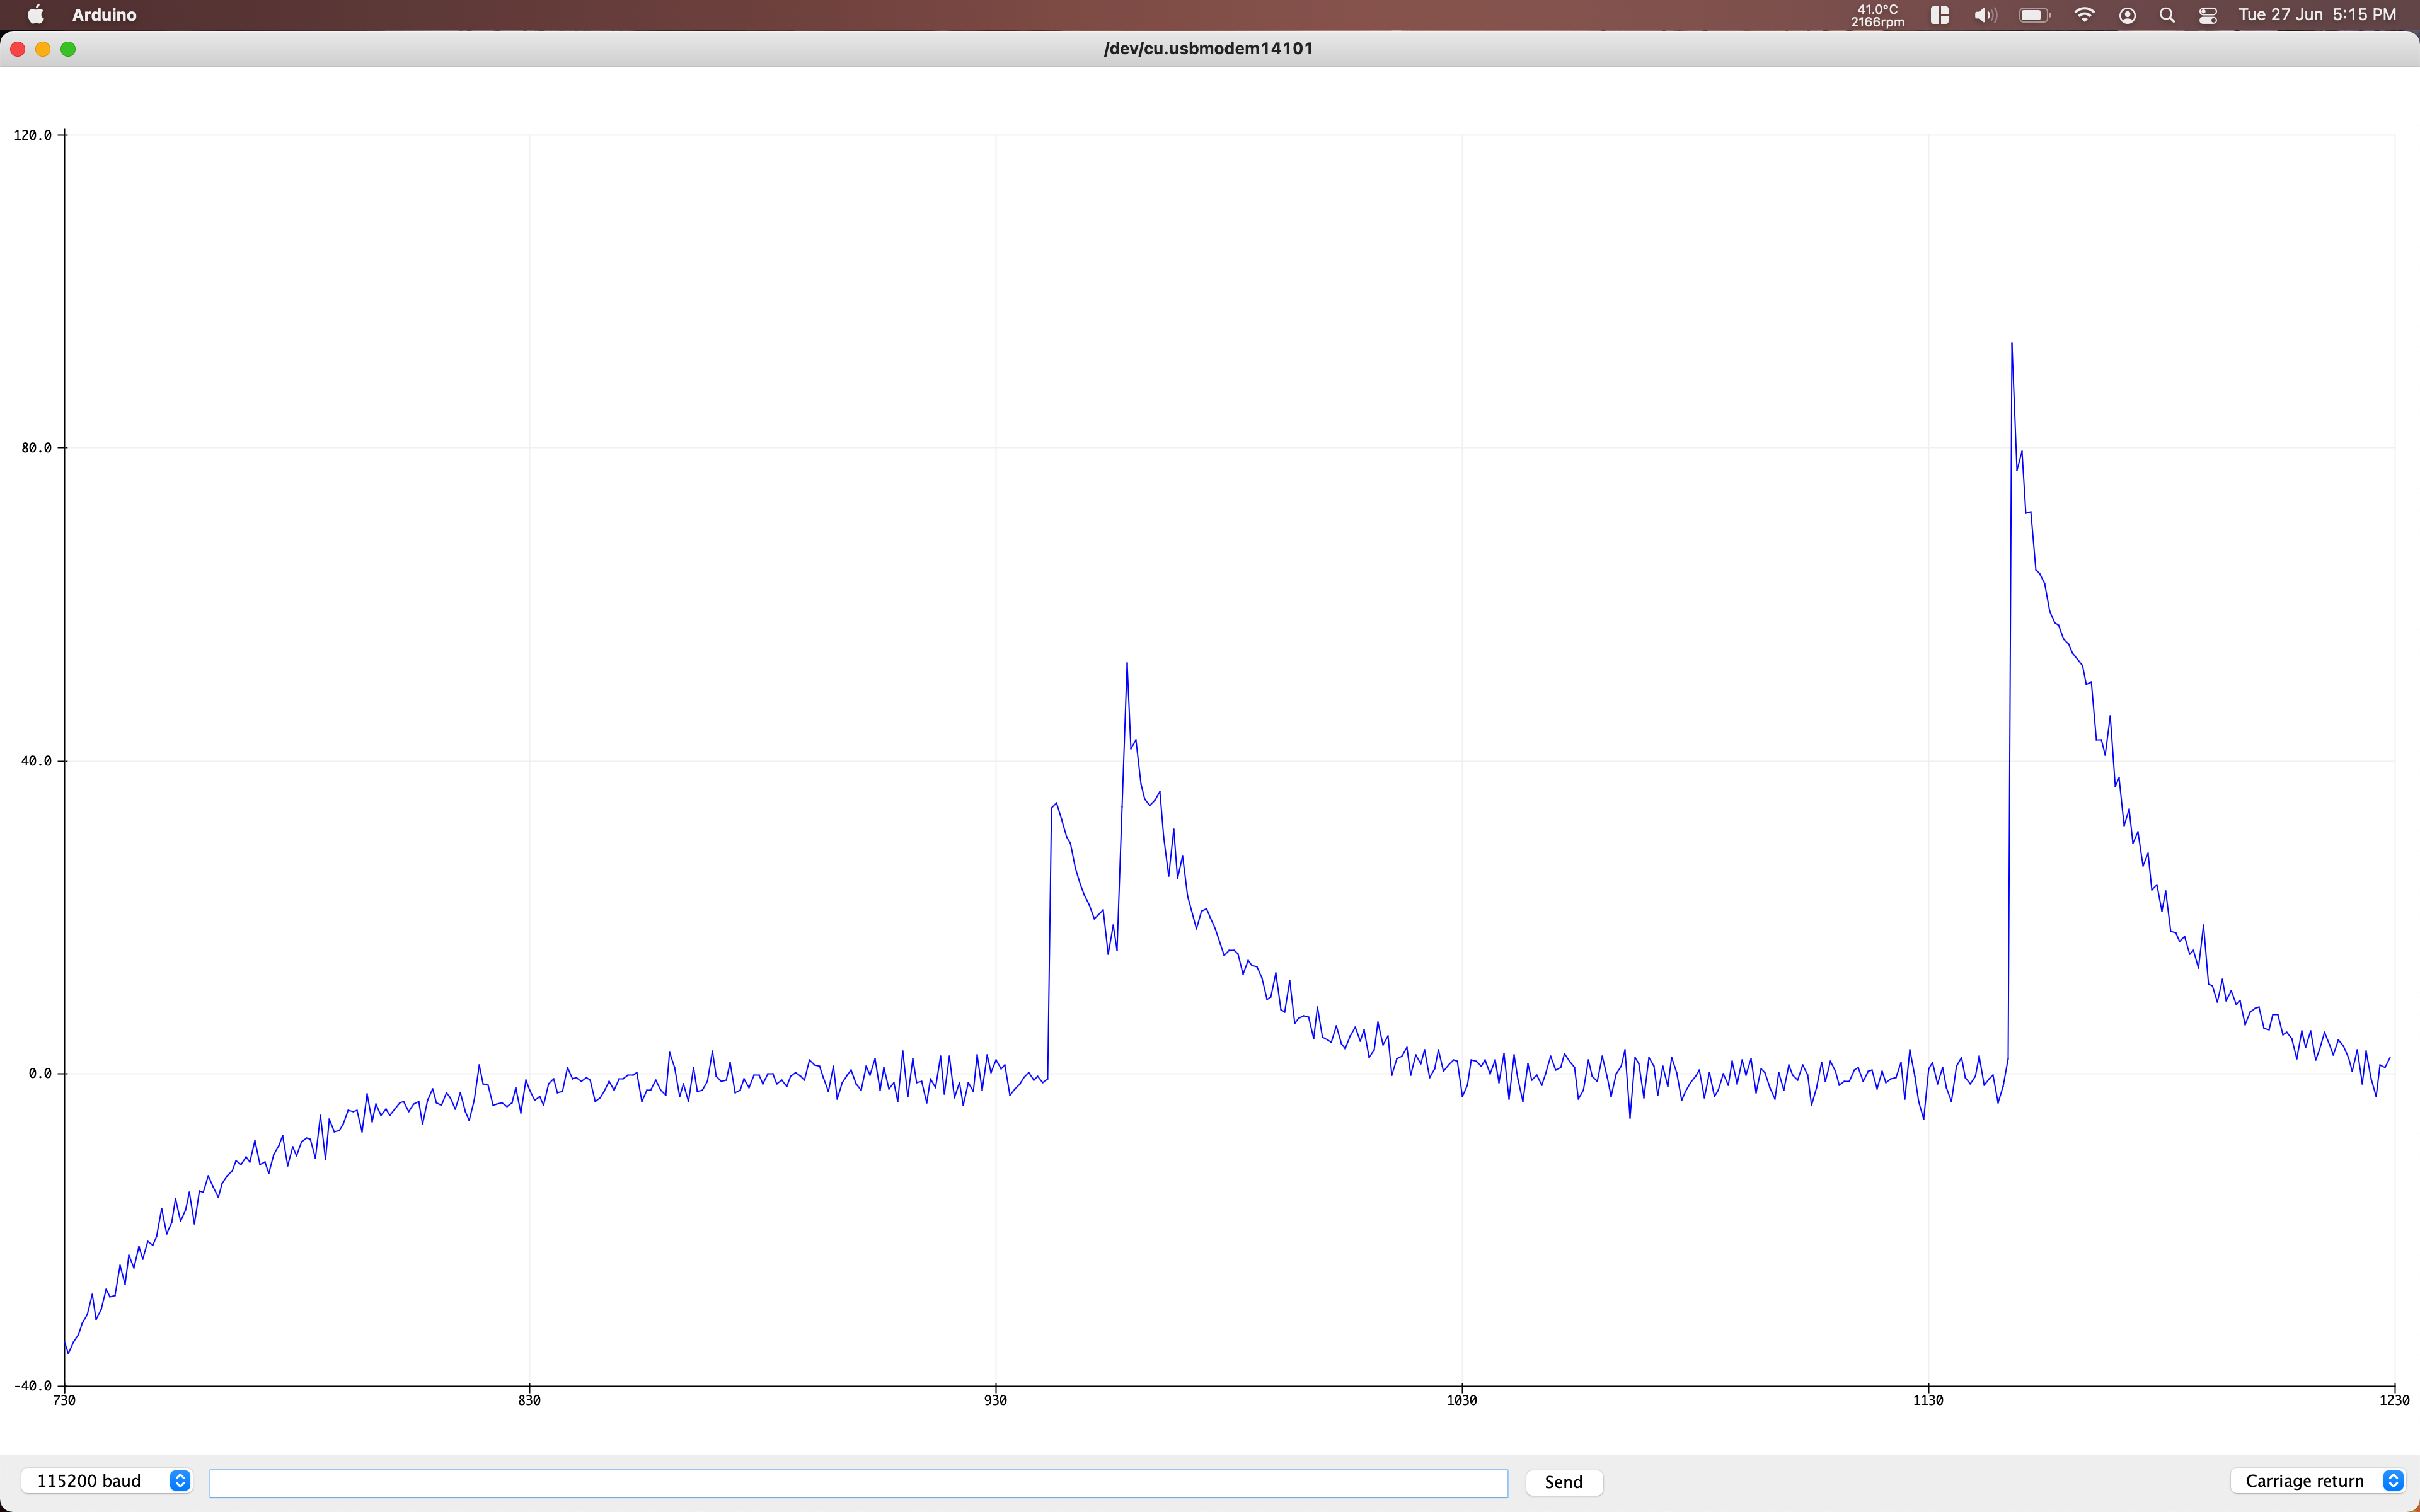 Arduino
41.0°C
2166rpm
Tue 27 Jun 5:15 PM
/dev/cu.usbmodem14101
120.0
80.0
40.0
0.0
-40.0
730 830 930 1030 1130 1230
115200 baud
Send
Carriage return